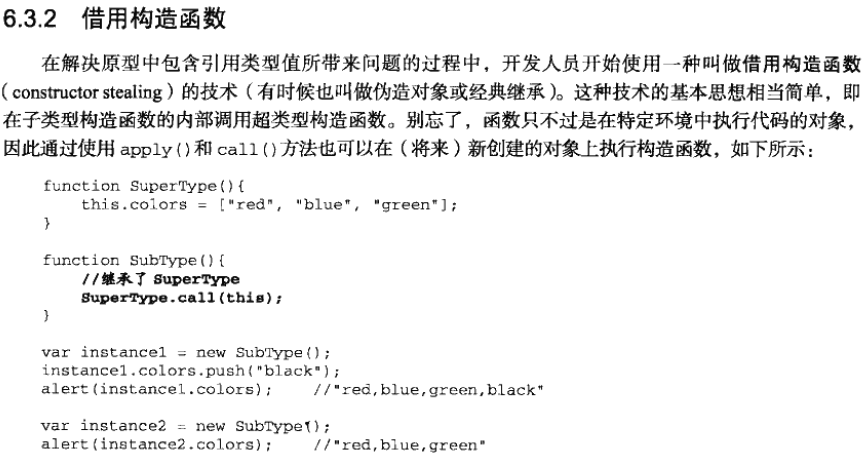 6.3.2 借用构造函数
在解决原型中包含引用类型值所带来问题的过程中，开发人员开始使用一种叫做借用构造函数
（constructor stealing）的技术（有时候也叫做伪造对象或经典继承）。这种技术的基本思想相当简单，即
在子类型构造函数的内部调用超类型构造函数。别忘了，函数只不过是在特定环境中执行代码的对象，
因此通过使用 apply()和 call()方法也可以在（将来）新创建的对象上执行构造函数，如下所示：
function SuperType(){
this.colors = ["red", "blue", "green"];
}
function SubType(){
//继承了 SuperType
SuperType.call(this);
}
var instance1 = new SubType();
instance1.colors.push("black");
alert(instance1.colors); //"red,blue,green,black"
var instance2 = new SubType();
alert(instance2.colors); //"red,blue,green"